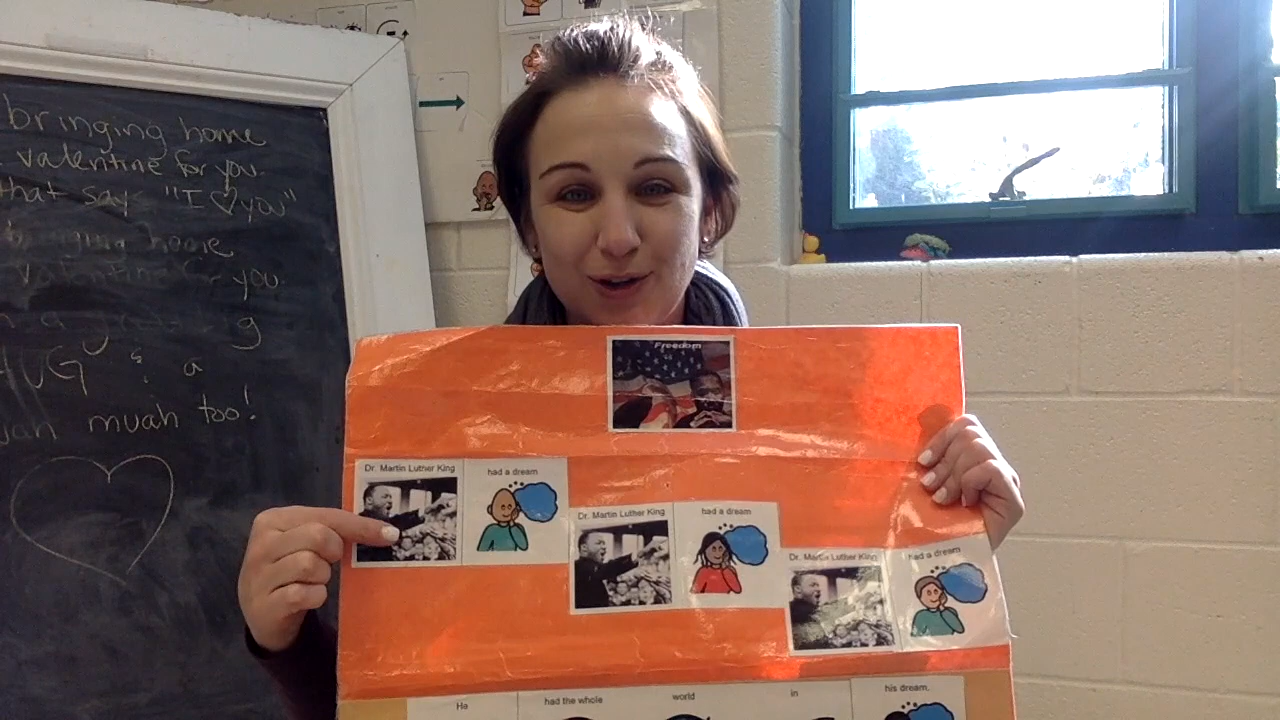 bringing home
valentine for you.
that say "I ♡ you"
bringing home
valentine for you.
g
HUG & a
muah too!
Freedom
Dr. Martin Luther King had a dream
Dr. Martin Luther King had a dream
Dr. Martin Luther King had a dream
He had the whole world in his dream.